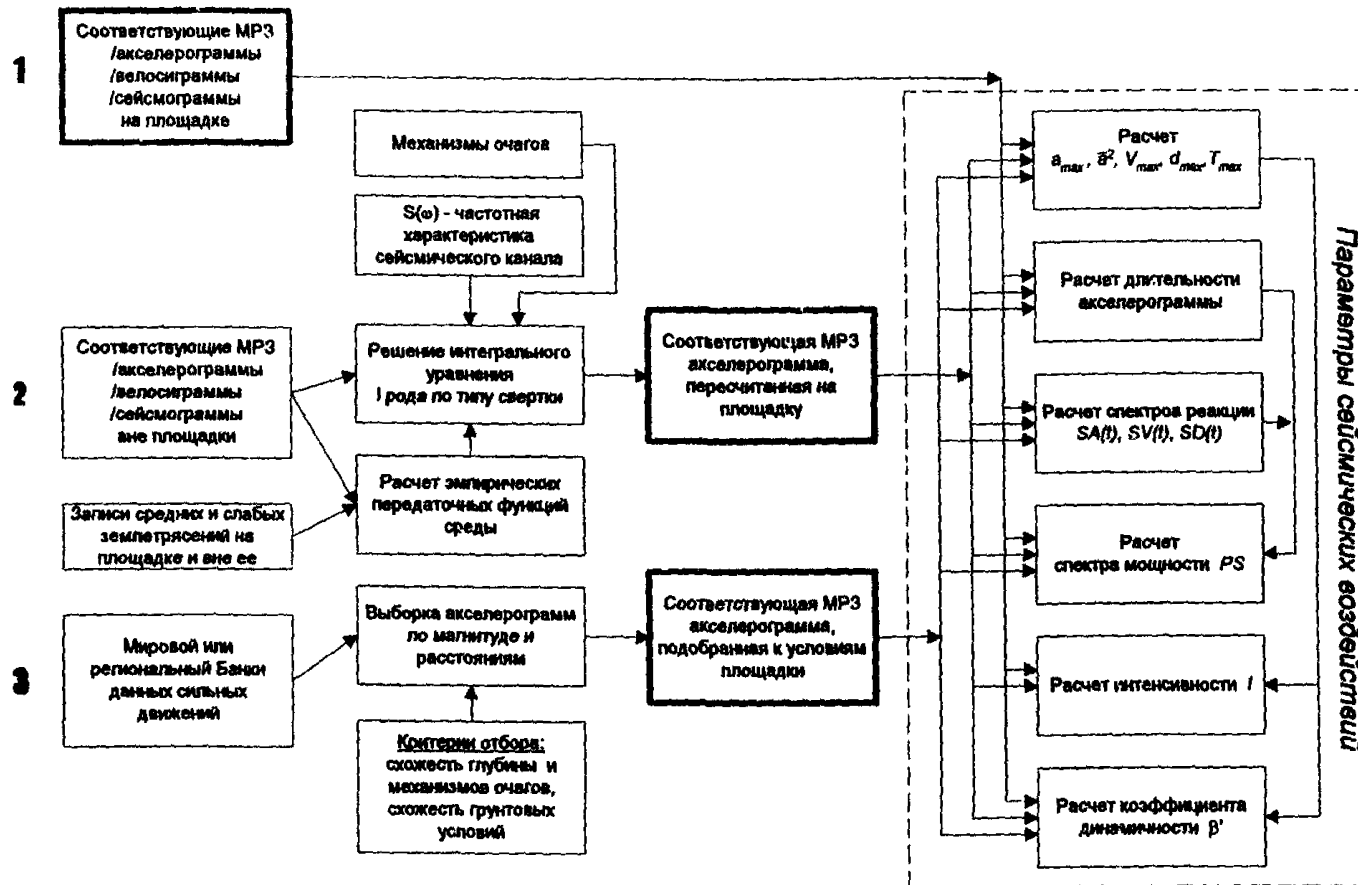 1
Соответствующие МРЗ
/акселерограммы
/велосиграммы
/сейсмограммы
на площадке
Механизмы очагов
S(ω) - частотная
характеристика
сейсмического канала
2
Соответствующие МРЗ
/акселерограммы
/велосиграммы
/сейсмограммы
вне площадки
Решение интегрального
уравнения
I рода по типу свертки
Соответствующая МРЗ
акселерограмма,
пересчитанная на
площадку
Записи средних и слабых
землетрясений на
площадке и вне ее
Расчет эмпирических
передаточных функций
среды
3
Мировой или
региональный Банки
данных сильных
движений
Выборка акселерограмм
по магнитуде и
расстояниям
Соответствующая МРЗ
акселерограмма,
подобранная к условиям
площадки
Критерии отбора:
схожесть глубины и
механизмов очагов,
схожесть грунтовых
условий
Расчет
a max, ā², V max, d max, T max
Расчет длительности
акселерограммы
Расчет спектров реакции
SA(t), SV(t), SD(t)
Расчет
спектра мощности PS
Расчет интенсивности I
Расчет коэффициента
динамичности β'
Параметры сейсмических воздействий